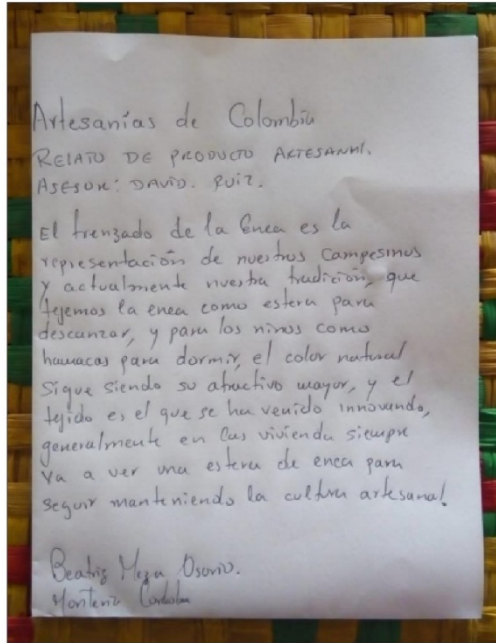 Artesanías de Colombia
RELATO DE PRODUCTO ARTESANAL.
ASESOR: DAVID. RUIZ.
El trenzado de la Enea es la
representación de nuestros campesinos
y actualmente nuestra tradición, que
tejemos la enea como estera para
descanzar, y para los niños como
hamacas para dormir, el color natural
sigue siendo su atractivo mayor, y el
tejido es el que se ha venido innovando,
generalmente en las vivienda siempre
va a ver una estera de enea para
seguir manteniendo la cultura artesanal
Beatriz Meza Osorio.
Montería Cordoba